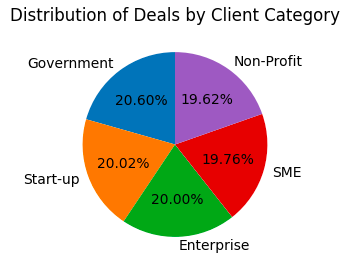 Distribution of Deals by Client Category
Government
Non-Profit
20.60%
19.62%
20.02%
19.76%
Start-up
SME
20.00%
Enterprise